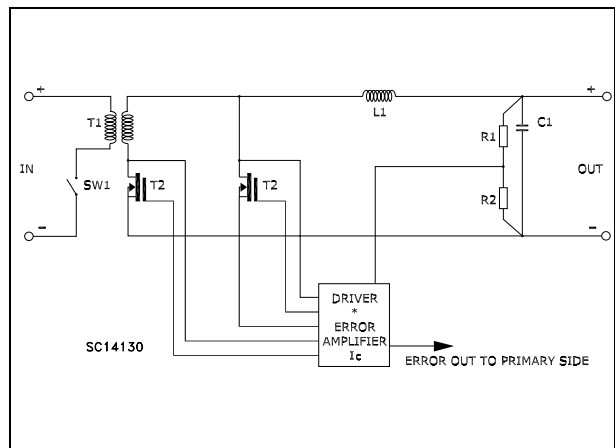 +
+
T1
L1
C1
R1
IN
SW1
T2
T2
OUT
R2
-
-
DRIVER
*
ERROR
AMPLIFIER
Ic
SC14130
ERROR OUT TO PRIMARY SIDE